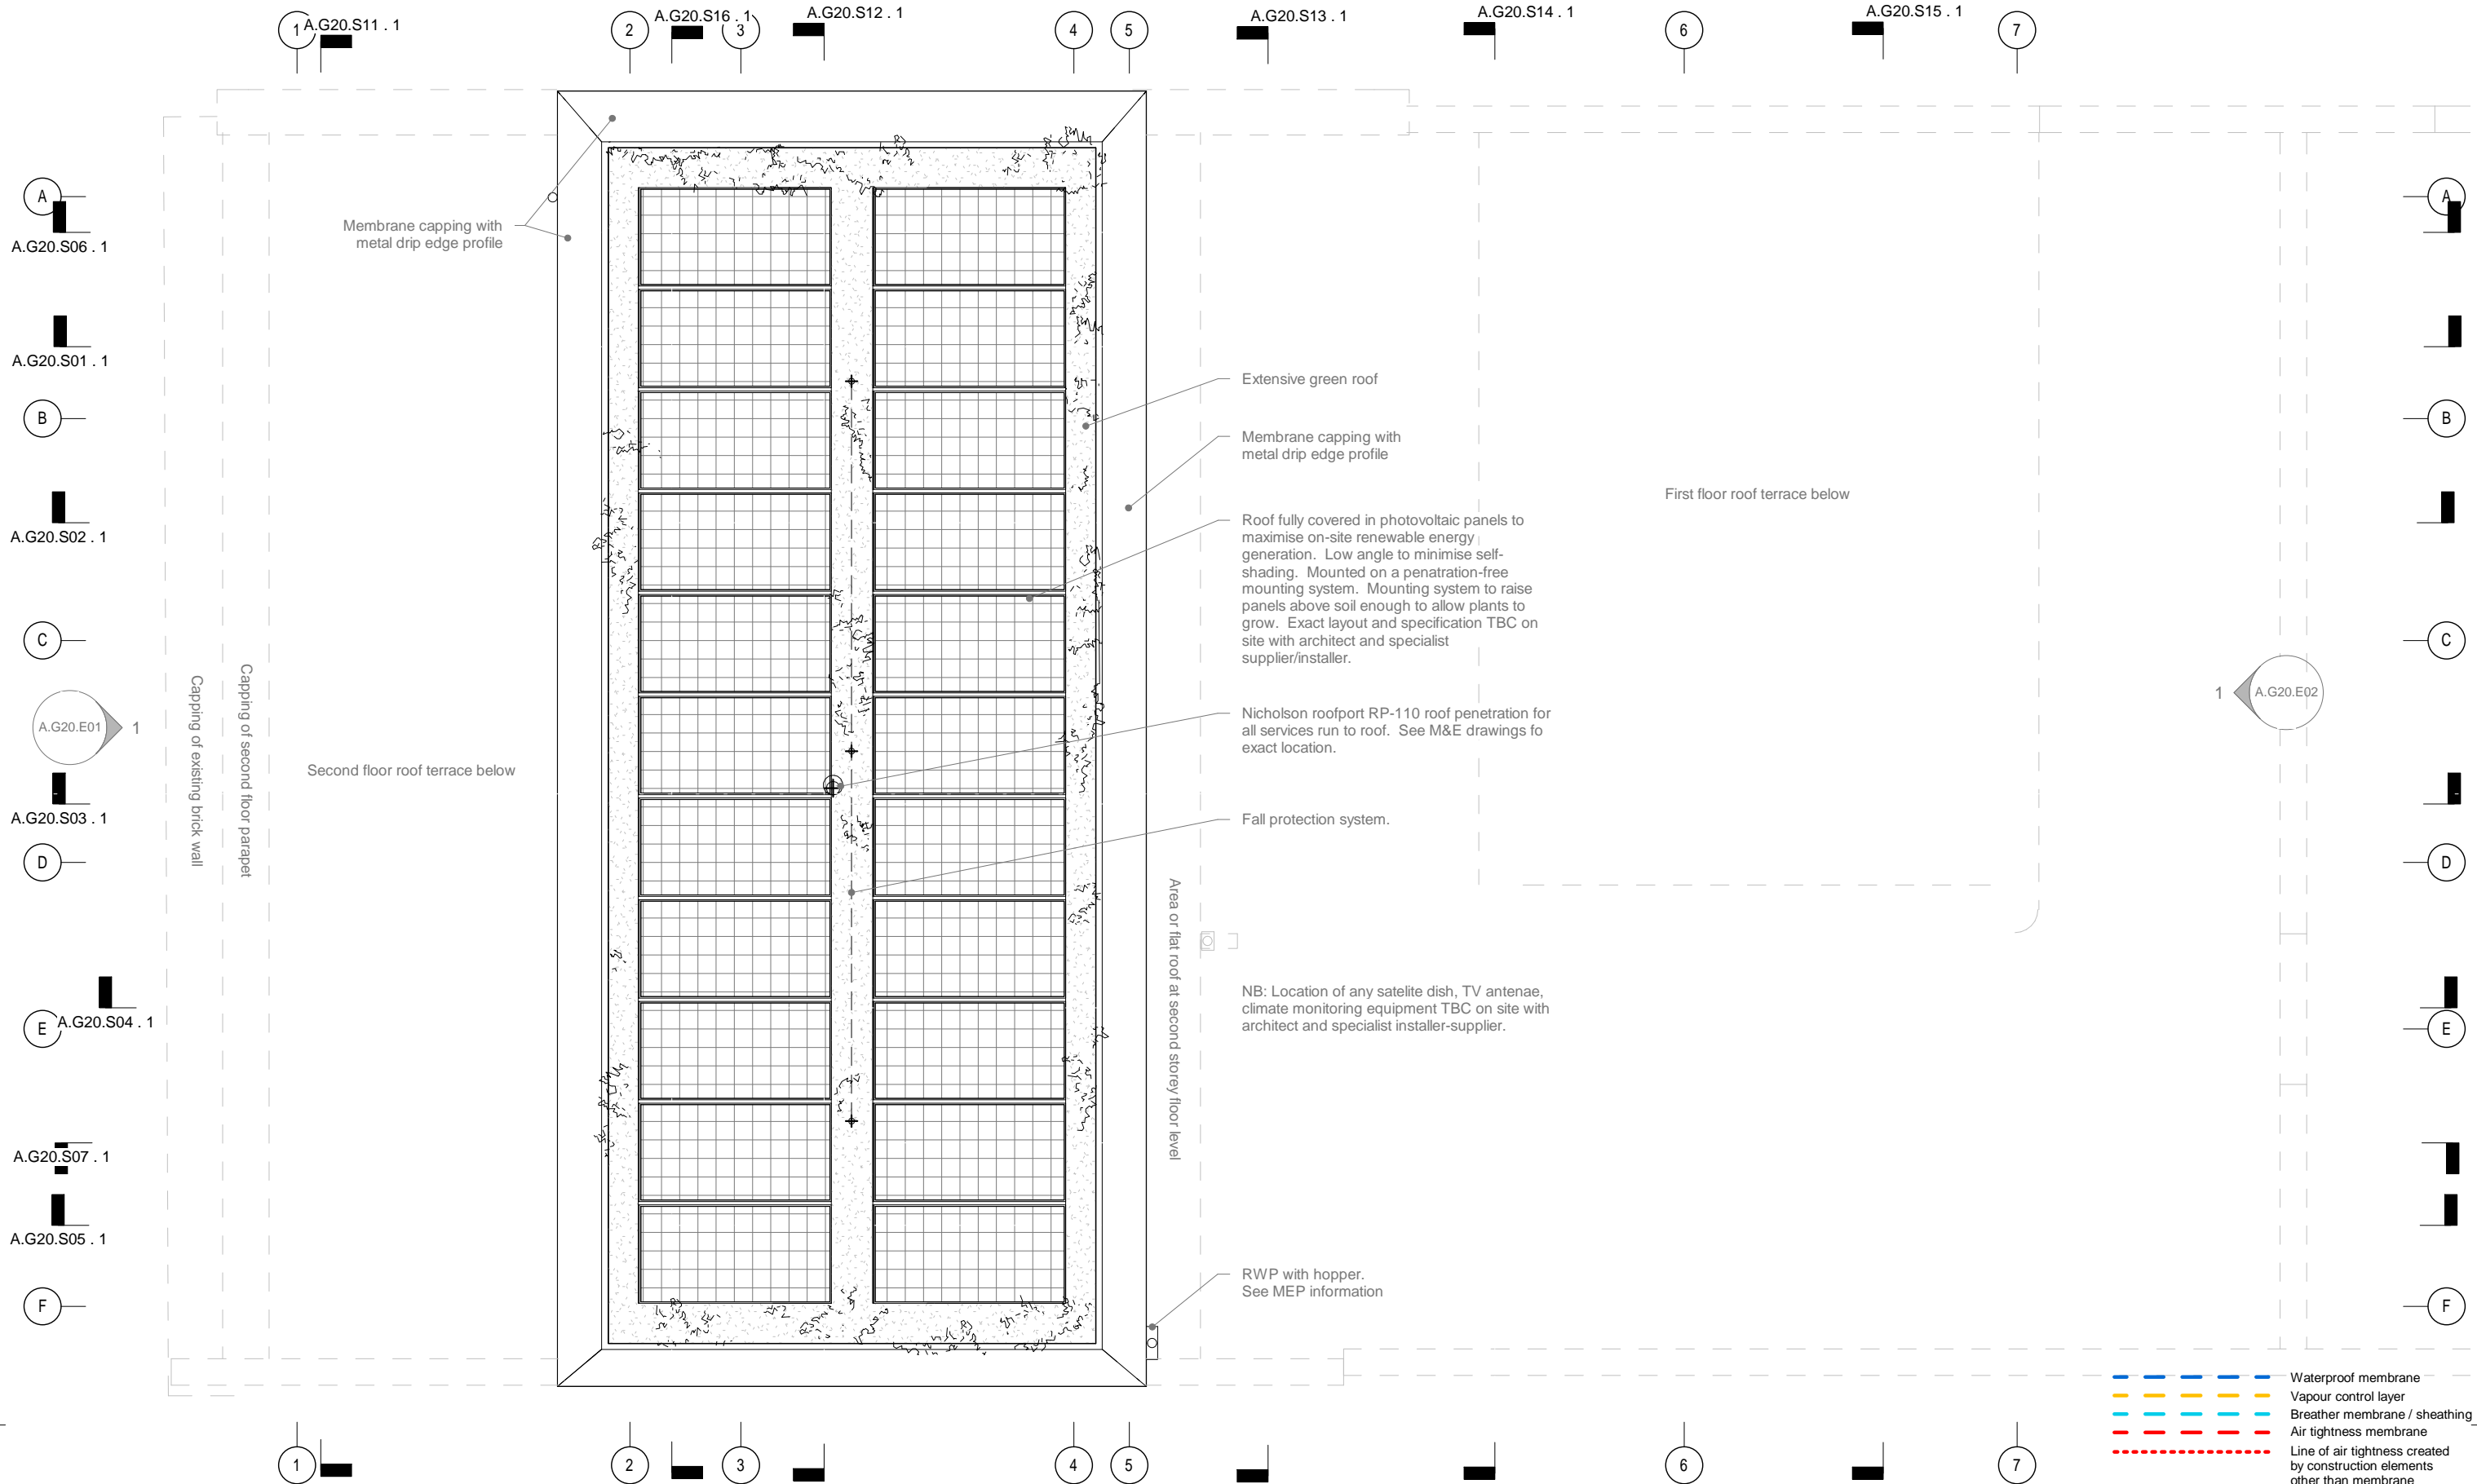 1
A.G20.S11 . 1
2
A.G20.S16 . 1
3
A.G20.S12 . 1
4
5
A.G20.S13 . 1
A.G20.S14 . 1
6
A.G20.S15 . 1
7
A
A.G20.S06 . 1
A.G20.S01 . 1
B
A.G20.S02 . 1
C
A.G20.E01
1
A.G20.S03 . 1
D
E
A.G20.S04 . 1
A.G20.S07 . 1
A.G20.S05 . 1
F
Capping of existing brick wall
Capping of second floor parapet
Membrane capping with
metal drip edge profile
Second floor roof terrace below
Extensive green roof
Membrane capping with
metal drip edge profile
Roof fully covered in photovoltaic panels to
maximise on-site renewable energy
generation. Low angle to minimise self-
shading. Mounted on a penatration-free
mounting system. Mounting system to raise
panels above soil enough to allow plants to
grow. Exact layout and specification TBC on
site with architect and specialist
supplier/installer.
Nicholson roofport RP-110 roof penetration for
all services run to roof. See M&E drawings fo
exact location.
Fall protection system.
Area or flat roof at second storey floor level
NB: Location of any satelite dish, TV antenae,
climate monitoring equipment TBC on site with
architect and specialist installer-supplier.
RWP with hopper.
See MEP information
First floor roof terrace below
A
B
C
1
A.G20.E02
D
E
F
Waterproof membrane
Vapour control layer
Breather membrane / sheathing
Air tightness membrane
Line of air tightness created
by construction elements
other than membrane
1
2
3
4
5
6
7